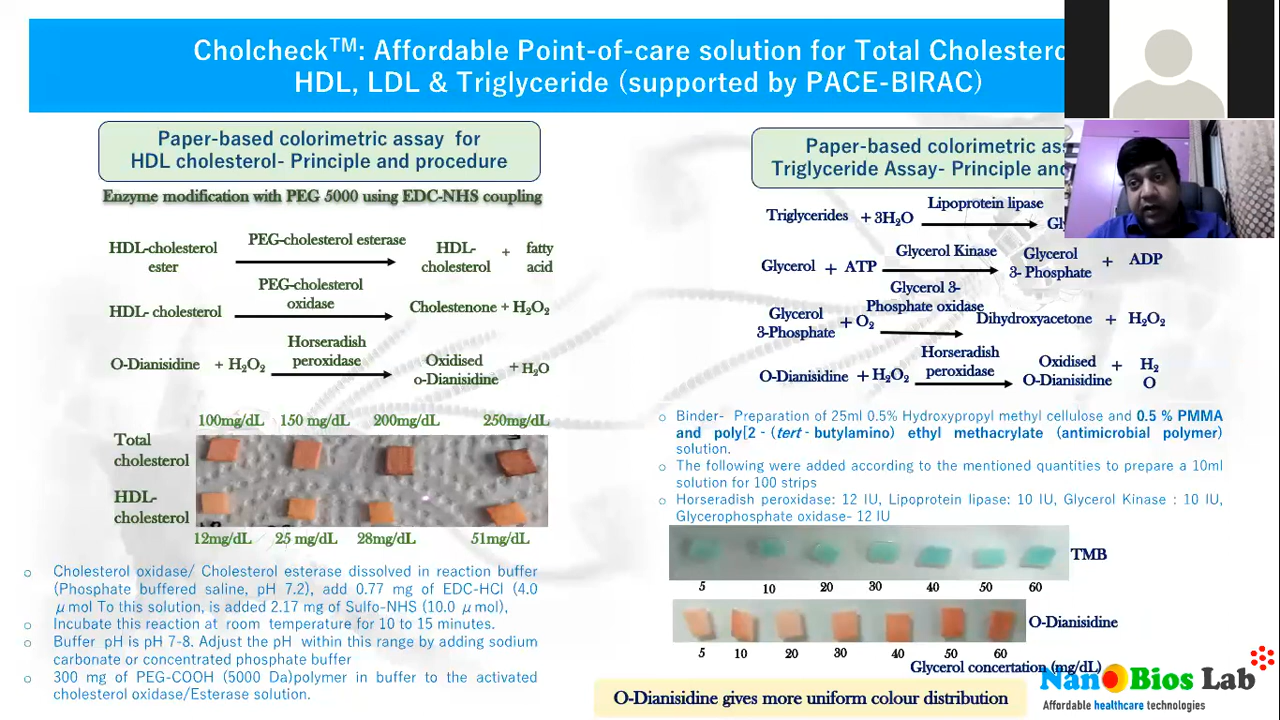 Cholcheck™: Affordable Point-of-care solution for Total Cholestero
HDL, LDL & Triglyceride (supported by PACE-BIRAC)
Paper-based colorimetric assay for
HDL cholesterol- Principle and procedure
Enzyme modification with PEG 5000 using EDC-NHS coupling
HDL-cholesterol
ester
PEG-cholesterol esterase
HDL-
cholesterol
+
fatty
acid
HDL- cholesterol
PEG-cholesterol
oxidase
Cholestenone + H₂O₂
O-Dianisidine + H₂O₂
Horseradish
peroxidase
Oxidised
o-Dianisidine
+ H₂O
100mg/dL 150 mg/dL 200mg/dL 250mg/dL
Total
cholesterol
HDL-
cholesterol
12mg/dL 25 mg/dL 28mg/dL 51mg/dL
o Cholesterol oxidase/ Cholesterol esterase dissolved in reaction buffer
(Phosphate buffered saline, pH 7.2), add 0.77 mg of EDC-HCl (4.0
μmol To this solution, is added 2.17 mg of Sulfo-NHS (10.0 μmol),
o Incubate this reaction at room temperature for 10 to 15 minutes.
o Buffer pH is pH 7-8. Adjust the pH within this range by adding sodium
carbonate or concentrated phosphate buffer
o 300 mg of PEG-COOH (5000 Da)polymer in buffer to the activated
cholesterol oxidase/Esterase solution.
Paper-based colorimetric as
Triglyceride Assay- Principle an
Triglycerides + 3H₂O
Lipoprotein lipase
Gly
Glycerol + ATP
Glycerol Kinase
Glycerol
3- Phosphate
+ ADP
Glycerol
3-Phosphate
+ O₂
Glycerol 3-
Phosphate oxidase
Dihydroxyacetone + H₂O₂
O-Dianisidine + H₂O₂
Horseradish
peroxidase
Oxidised
O-Dianisidine
+
H₂
O
o Binder- Preparation of 25ml 0.5% Hydroxypropyl methyl cellulose and 0.5 % PMMA
and poly[2 - (tert - butylamino) ethyl methacrylate (antimicrobial polymer)
solution.
o The following were added according to the mentioned quantities to prepare a 10ml
solution for 100 strips
o Horseradish peroxidase: 12 IU, Lipoprotein lipase: 10 IU, Glycerol Kinase : 10 IU,
Glycerophosphate oxidase- 12 IU
TMB
5 10 20 30 40 50 60
O-Dianisidine
5 10 20 30 40 50 60
Glycerol concertation (mg/dL)
O-Dianisidine gives more uniform colour distribution
NanoBios Lab
Affordable healthcare technologies